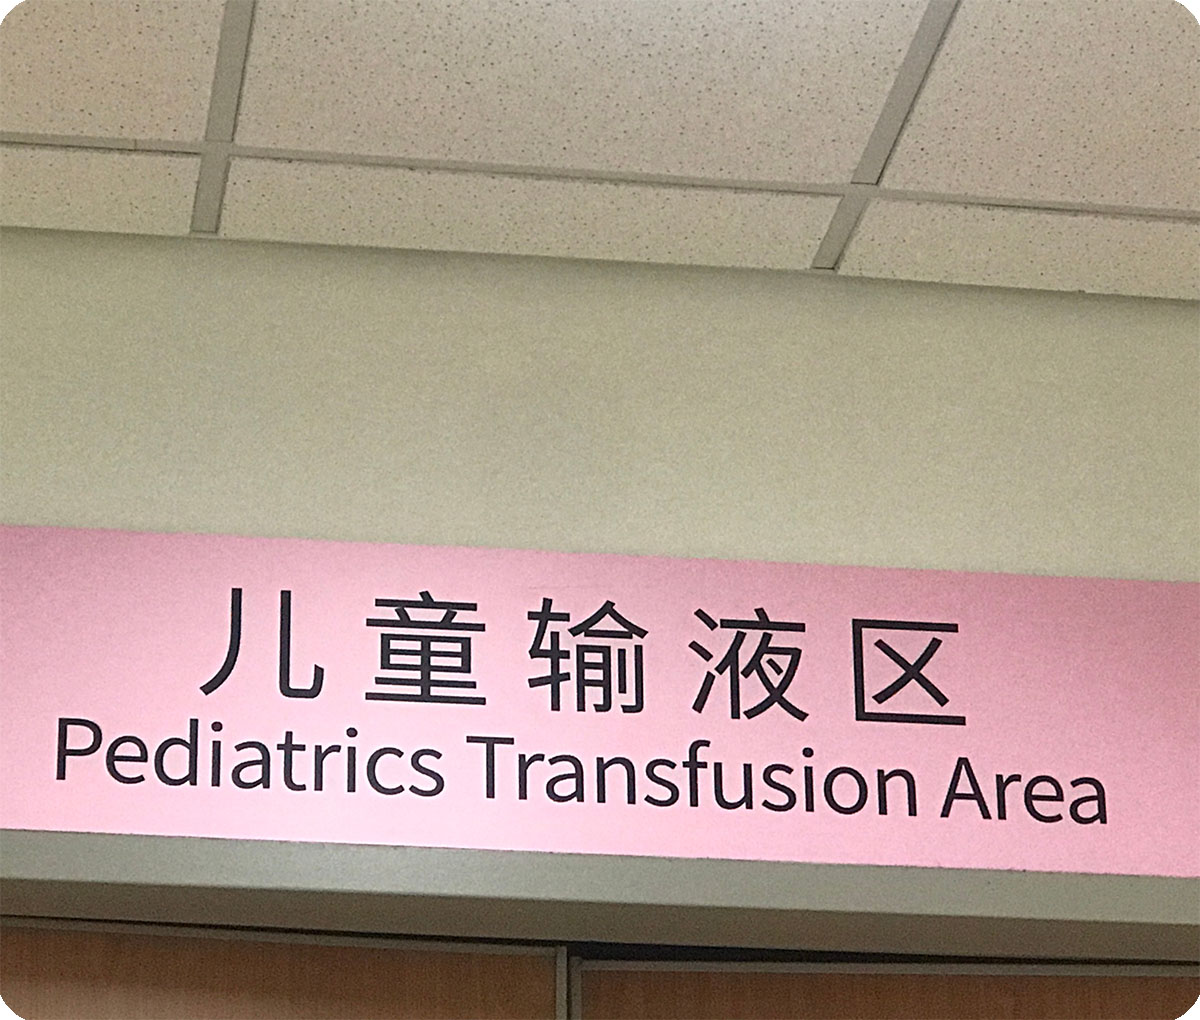 儿童输液区
Pediatrics Transfusion Area